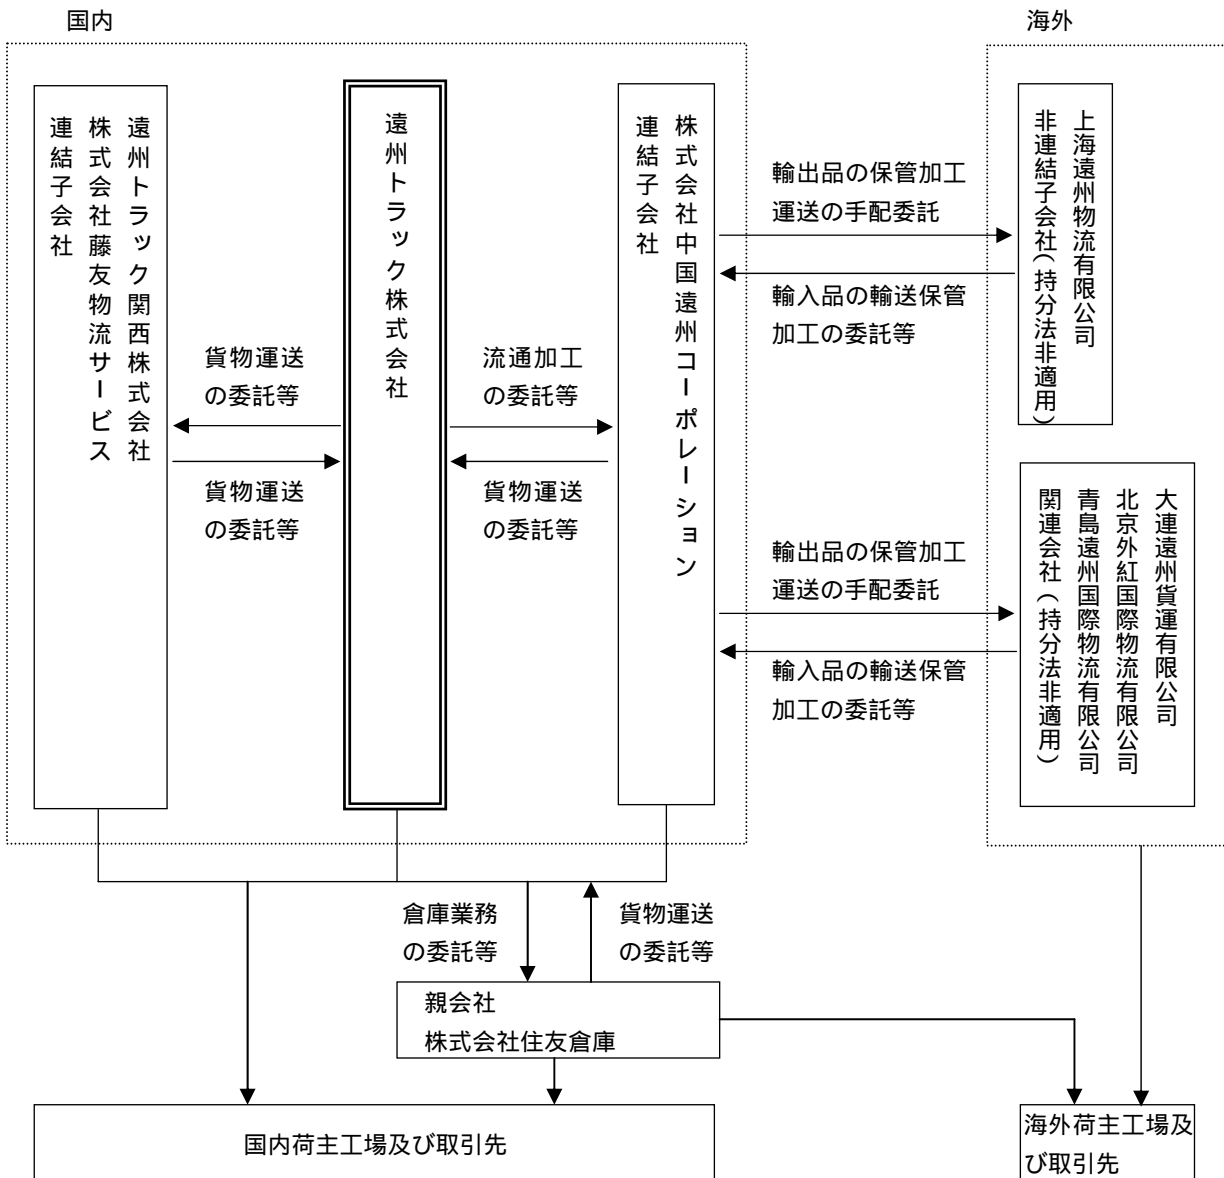 国内
海外
遠州トラック関西株式会社
株式会社藤友物流サービス
連結子会社
遠州トラック株式会社
株式会社中国遠州コーポレーション
連結子会社
上海遠州物流有限公司
非連結子会社(持分法非適用)
輸出品の保管加工
運送の手配委託
輸入品の輸送保管
加工の委託等
貨物運送
の委託等
流通加工
の委託等
貨物運送
の委託等
貨物運送
の委託等
大連遠州貨運有限公司
北京外紅国際物流有限公司
青島遠州国際物流有限公司
関連会社(持分法非適用)
輸出品の保管加工
運送の手配委託
輸入品の輸送保管
加工の委託等
倉庫業務
の委託等
貨物運送
の委託等
親会社
株式会社住友倉庫
国内荷主工場及び取引先
海外荷主工場及
び取引先